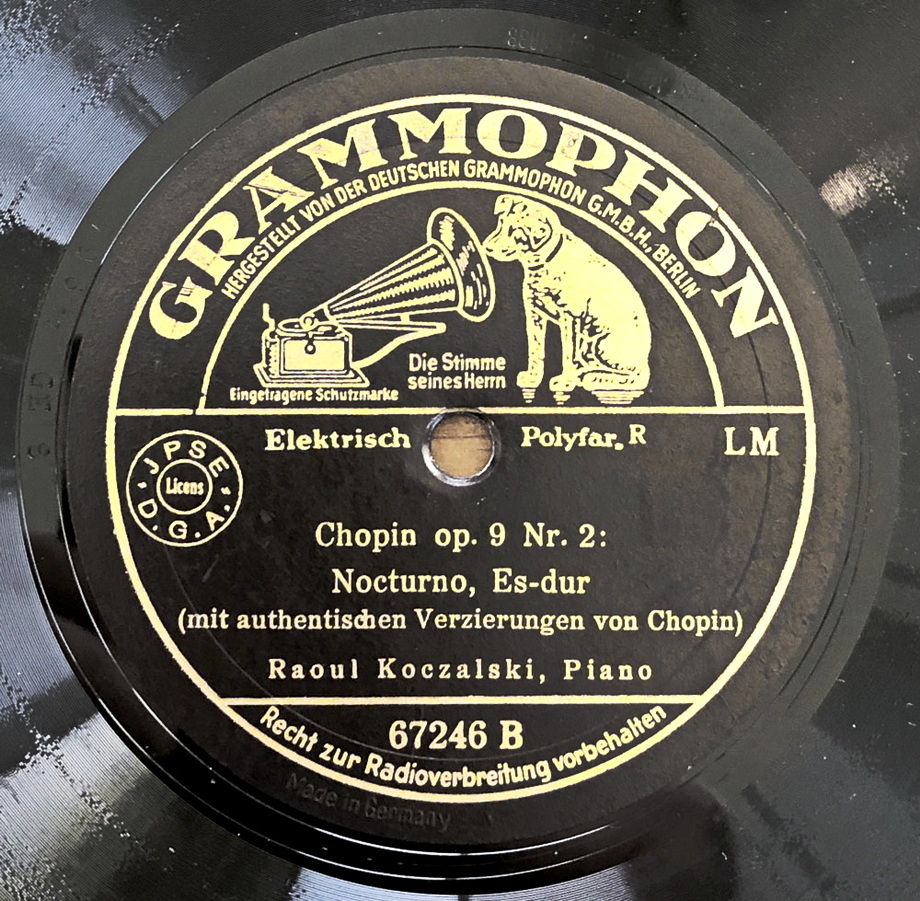 GRAMMOPHON
HERGESTELLT VON DER DEUTSCHEN GRAMMOPHON G.M.B.H., BERLIN
Die Stimme
seines Herrn
Eingetragene Schutzmarke
Elektrisch Polyfar. R LM
JPSE
Licens
D.G.A.
Chopin op. 9 Nr. 2:
Nocturno, Es-dur
(mit authentischen Verzierungen von Chopin)
Raoul Koczalski, Piano
67246 B
Recht zur Radioverbreitung vorbehalten
Made in Germany